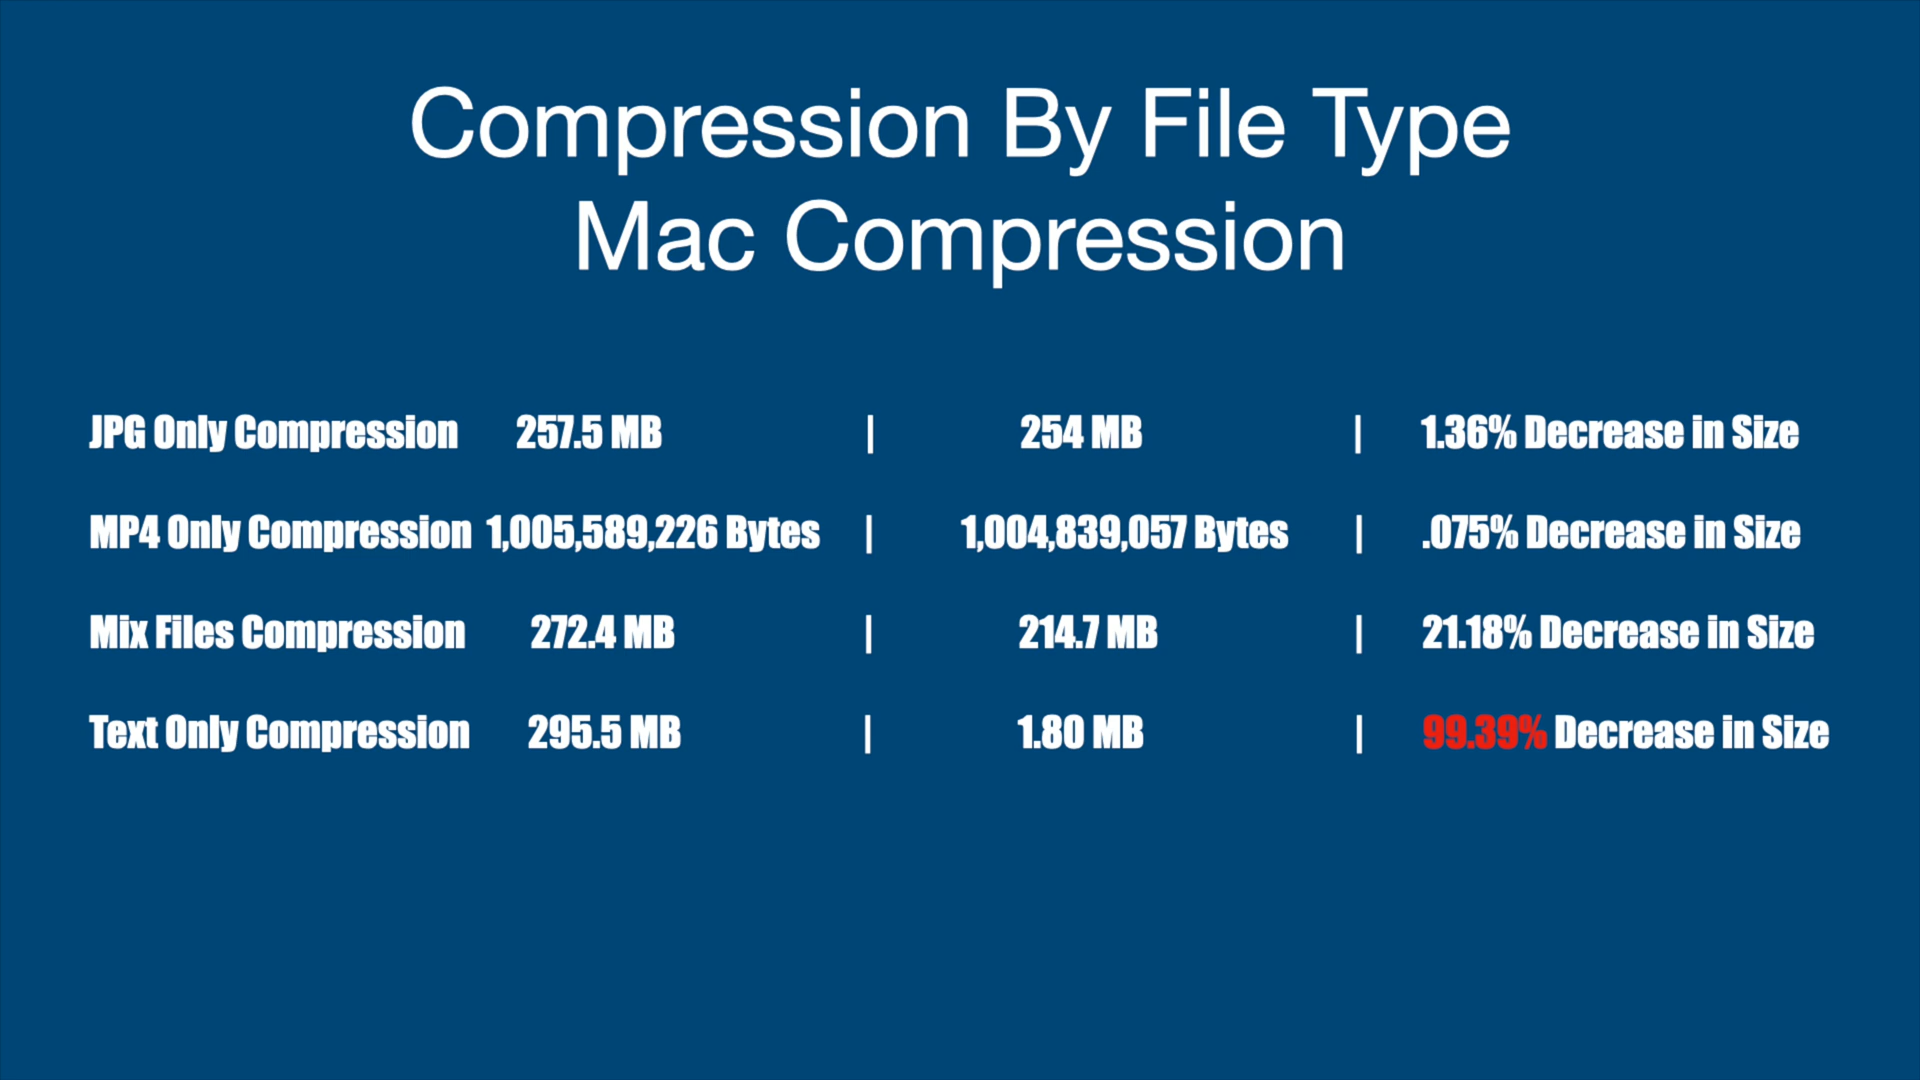 Compression By File Type
Mac Compression
JPG Only Compression 257.5 MB | 254 MB | 1.36% Decrease in Size
MP4 Only Compression 1,005,589,226 Bytes | 1,004,839,057 Bytes | .075% Decrease in Size
Mix Files Compression 272.4 MB | 214.7 MB | 21.18% Decrease in Size
Text Only Compression 295.5 MB | 1.80 MB | 99.39% Decrease in Size